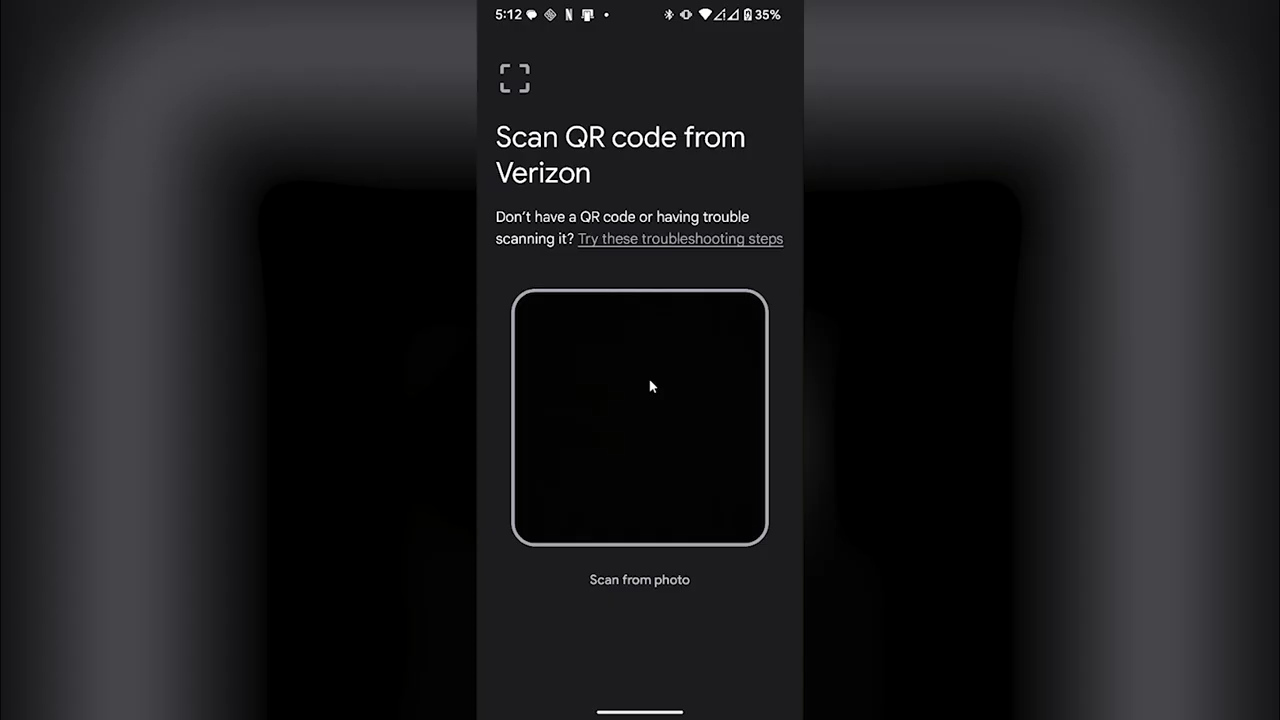 5:12 35%
Scan QR code from
Verizon
Don't have a QR code or having trouble
scanning it? Try these troubleshooting steps
Scan from photo